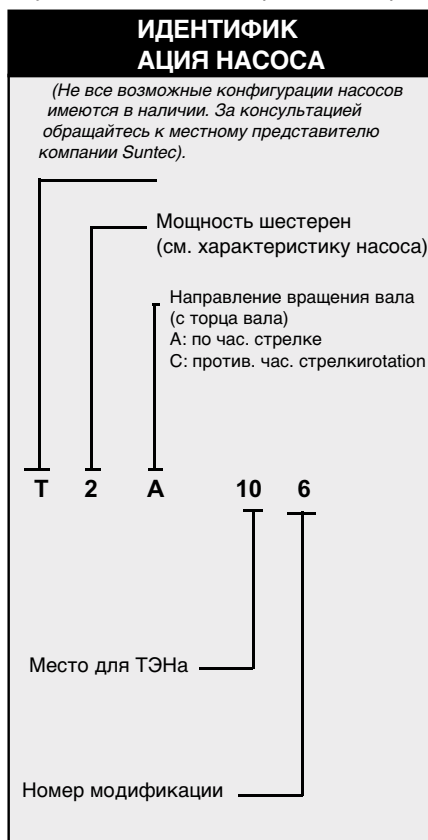 ИДЕНТИФИК
АЦИЯ НАСОСА
(Не все возможные конфигурации насосов
имеются в наличии. За консультацией
обращайтесь к местному представителю
компании Suntec).
Мощность шестерен
(см. характеристику насоса)
Направление вращения вала
(с торца вала)
А: по час. стрелке
С: против. час. стрелкиrotation
T 2 A 10 6
Место для ТЭНа
Номер модификации